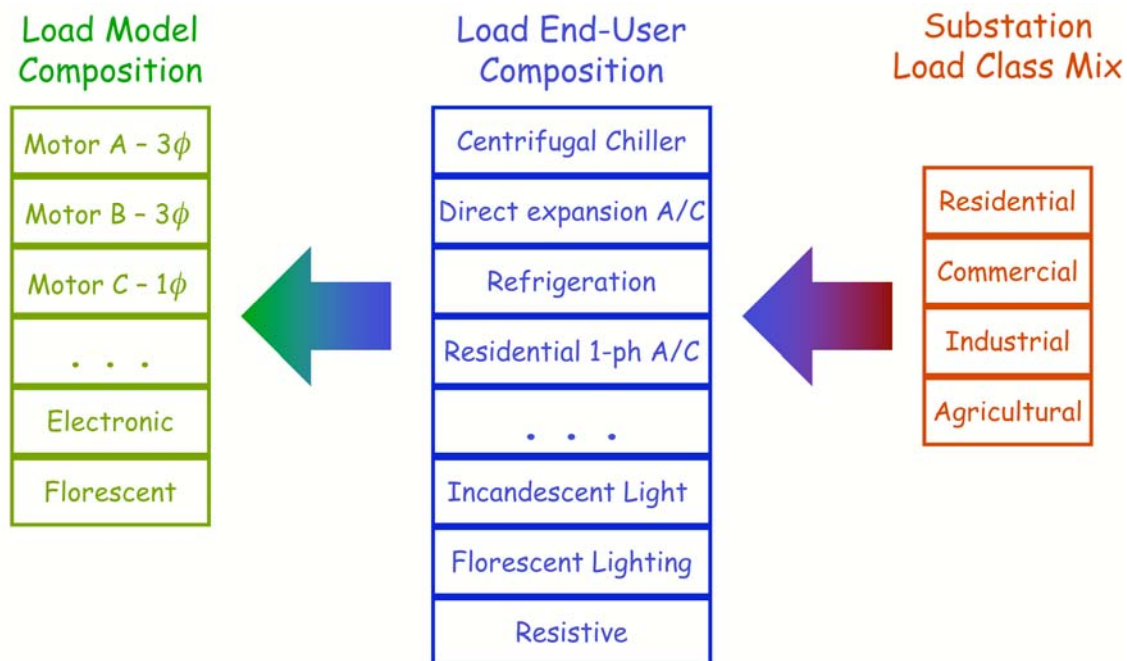 Load Model
Composition
Motor A – 3ϕ
Motor B – 3ϕ
Motor C – 1ϕ
. . .
Electronic
Florescent
Load End-User
Composition
Centrifugal Chiller
Direct expansion A/C
Refrigeration
Residential 1-ph A/C
. . .
Incandescent Light
Florescent Lighting
Resistive
Substation
Load Class Mix
Residential
Commercial
Industrial
Agricultural